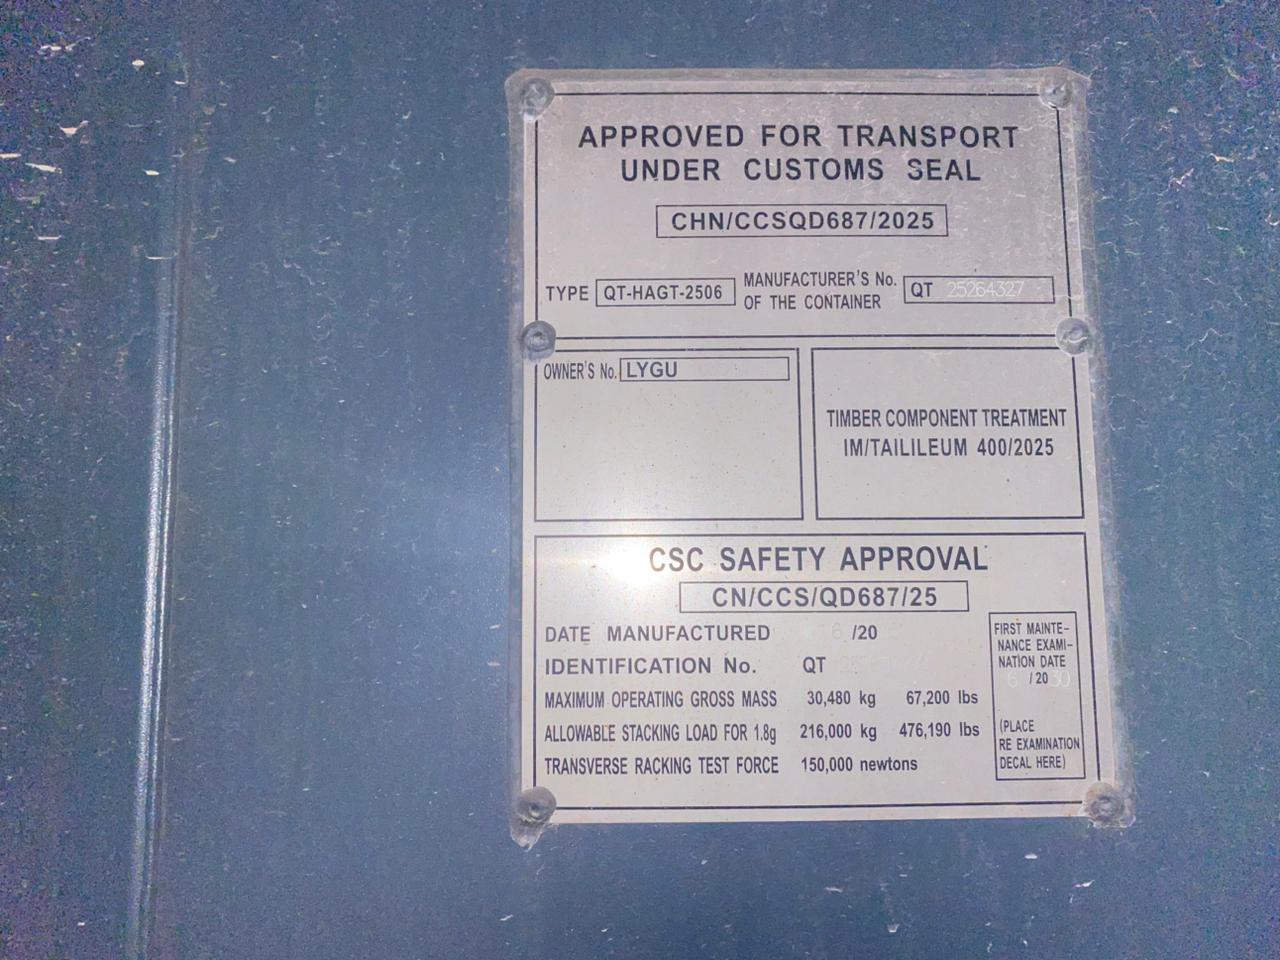 APPROVED FOR TRANSPORT
UNDER CUSTOMS SEAL
CHN/CCSQD687/2025
TYPE QT-HAGT-2506 MANUFACTURER'S No. OF THE CONTAINER QT 25264327
OWNER'S No. LYGU
TIMBER COMPONENT TREATMENT
IM/TAILILEUM 400/2025
CSC SAFETY APPROVAL
CN/CCS/QD687/25
DATE MANUFACTURED 6 /20
IDENTIFICATION No. QT
MAXIMUM OPERATING GROSS MASS 30,480 kg 67,200 lbs
ALLOWABLE STACKING LOAD FOR 1.8g 216,000 kg 476,190 lbs
TRANSVERSE RACKING TEST FORCE 150,000 newtons
FIRST MAINTE-
NANCE EXAMI-
NATION DATE
6 /2030
(PLACE
RE EXAMINATION
DECAL HERE)